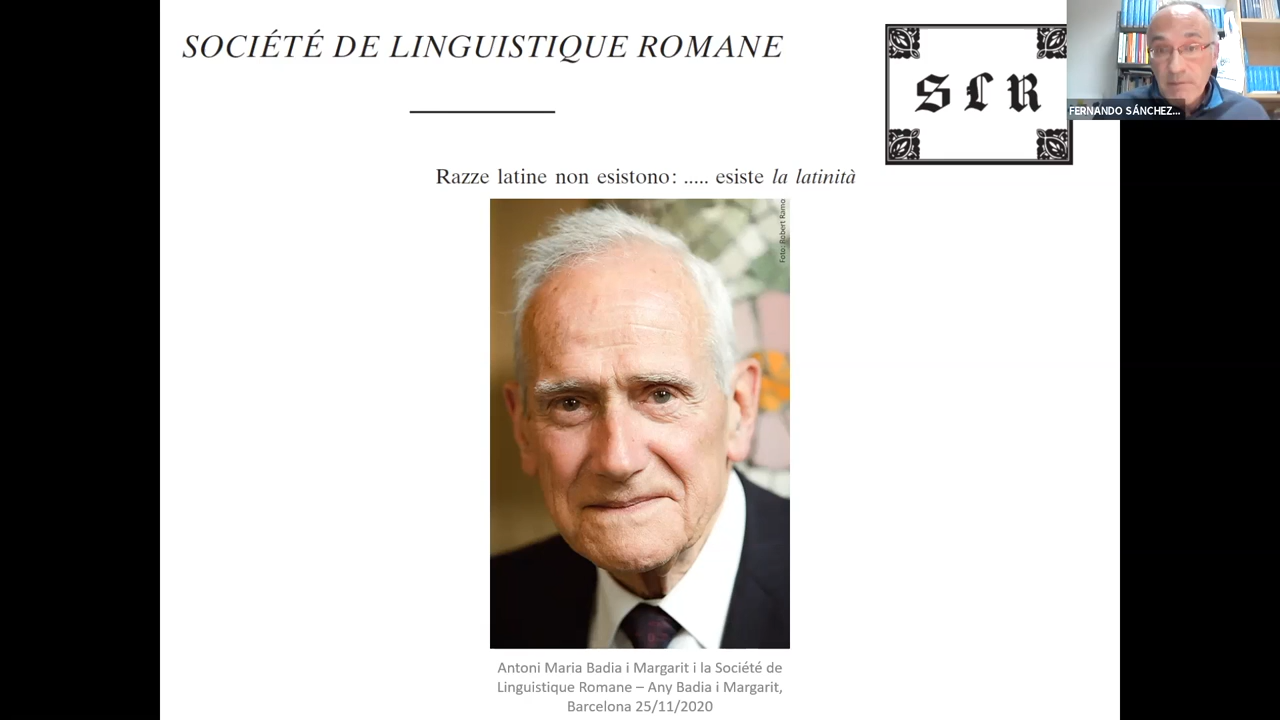 SOCIÉTÉ DE LINGUISTIQUE ROMANE
SLR
FERNANDO SÁNCHEZ...
Razze latine non esistono: ..... esiste la latinità
Foto: Robert Ramo
Antoni Maria Badia i Margarit i la Société de
Linguistique Romane – Any Badia i Margarit,
Barcelona 25/11/2020